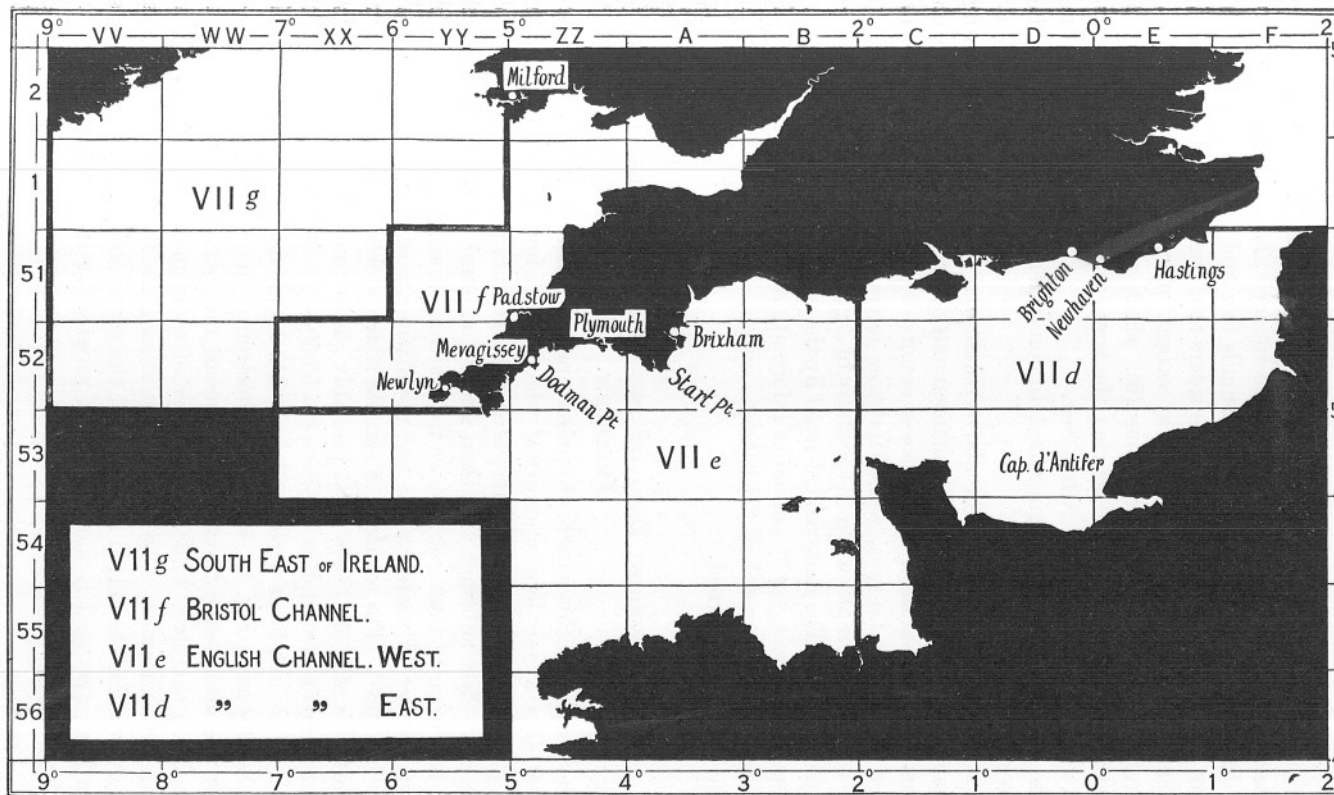 9° VV WW 7° XX 6° YY 5° ZZ A B 2° C D 0° E F 2
2
1
51
52
53
54
55
56
Milford
VII g
VII f
Padstow
Plymouth
Mevagissey
Newlyn
Dodman Pt.
Start Pt.
Brixham
Brighton
Newhaven
Hastings
VII d
VII e
Cap. d'Antifer
V11g SOUTH EAST OF IRELAND.
V11f BRISTOL CHANNEL.
V11e ENGLISH CHANNEL. WEST.
V11d " " EAST.
9° 8° 7° 6° 5° 4° 3° 2° 1° 0° 1° 2